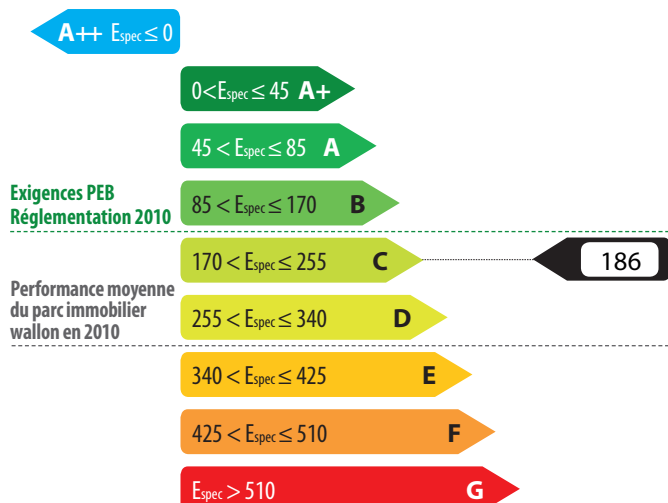 A++ Espec ≤ 0
0<Espec ≤ 45 A+
45 < Espec ≤ 85 A
Exigences PEB
Réglementation 2010
85 < Espec ≤ 170 B
170 < Espec ≤ 255 C
186
Performance moyenne
du parc immobilier
wallon en 2010
255 < Espec ≤ 340 D
340 < Espec ≤ 425 E
425 < Espec ≤ 510 F
Espec > 510 G